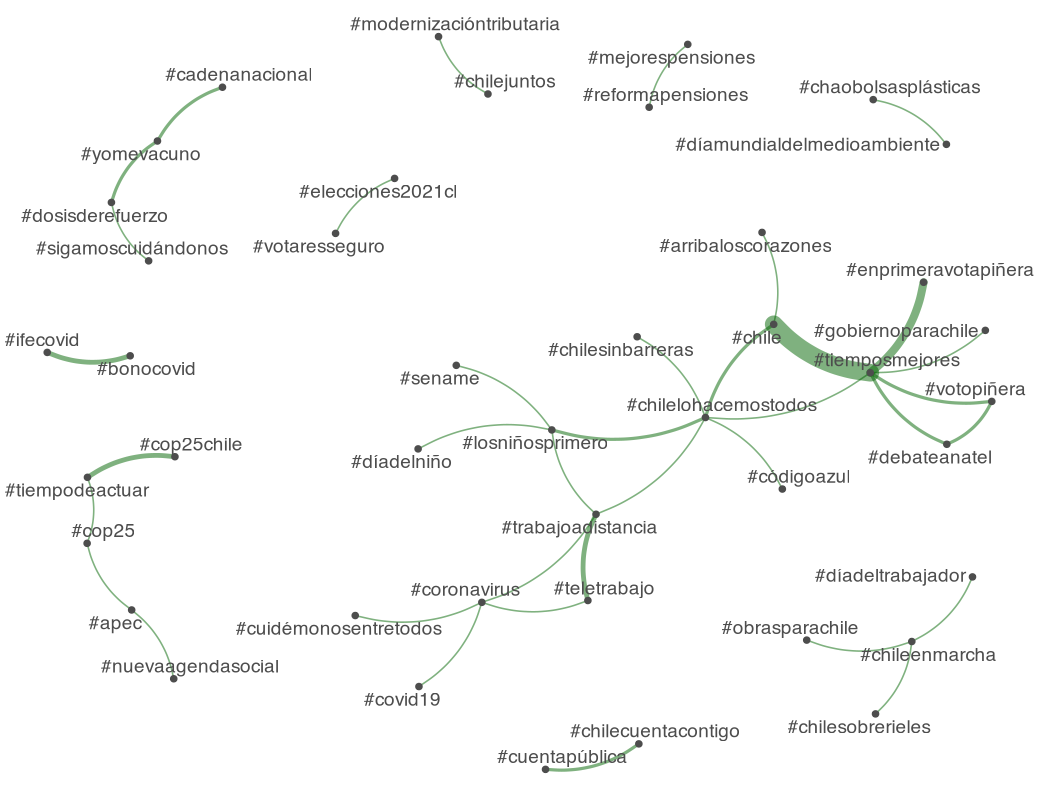 #modernizacióntributaria
#mejorespensiones
#cadenanacional
#chilejuntos
#chaobolsasplásticas
#reformapensiones
#díamundialdelmedioambiente
#yomevacuno
#elecciones2021cl
#dosisderefuerzo
#votaresseguro
#sigamoscuidándonos
#arribaloscorazones
#enprimeravotapiñera
#gobiernoparachile
#chile
#ifecovid
#chilesinbarreras
#tiemposmejores
#bonocovid
#sename
#votopiñera
#chilelohacemostodos
#cop25chile
#losniñosprimero
#debateanatel
#díadelniño
#códigoazul
#tiempodeactuar
#cop25
#trabajoadistancia
#díadeltrabajador
#coronavirus
#teletrabajo
#apec
#cuidémonosentretodos
#obrasparachile
#chileenmarcha
#nuevaagendasocial
#covid19
#chilesobrerieles
#chilecuentacontigo
#cuentapública